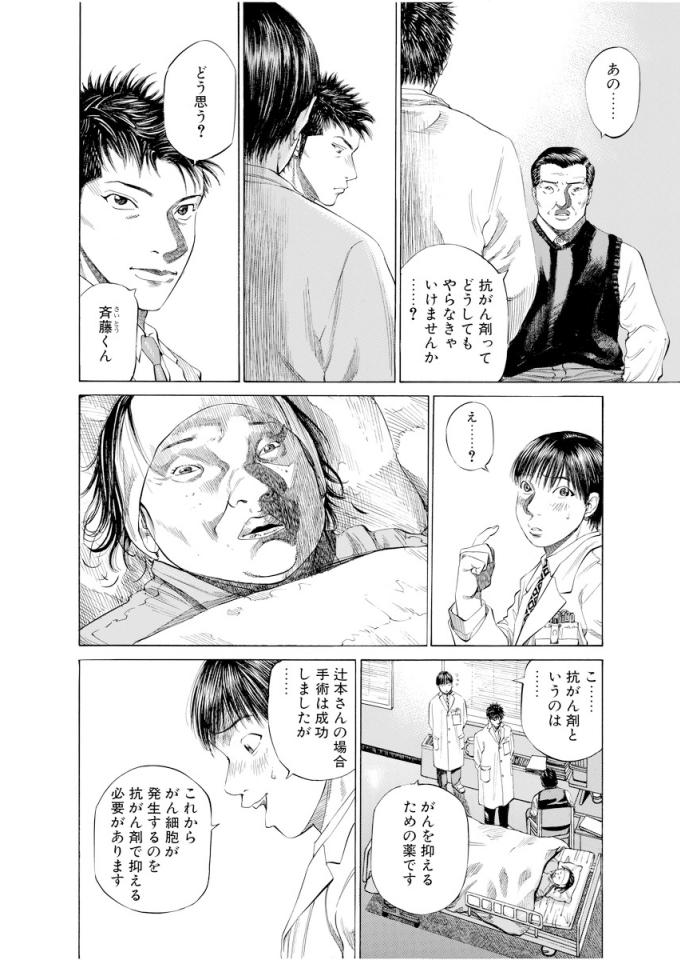 あの……
抗がん剤って
どうしても
やらなきゃ
いけませんか
……？
どう思う？
斉藤くん
さいとう
え……？
こ……
抗がん剤と
いうのは
……
がんを抑える
ための薬です
辻本さんの場合
手術は成功
しましたが
……
これから
がん細胞が
発生するのを
抗がん剤で抑える
必要があります